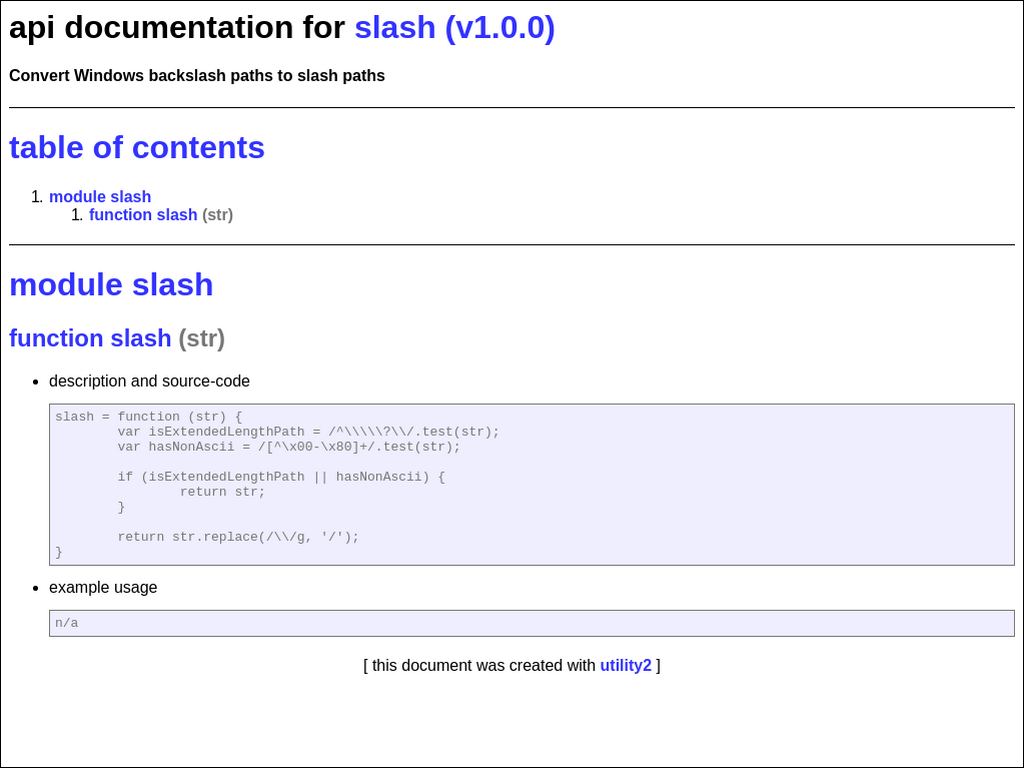 api documentation for slash (v1.0.0)
Convert Windows backslash paths to slash paths
table of contents
1. module slash
1. function slash (str)
module slash
function slash (str)
• description and source-code
slash = function (str) {
        var isExtendedLengthPath = /^\\\\\?\\/.test(str);
        var hasNonAscii = /[^\x00-\x80]+/.test(str);
        if (isExtendedLengthPath || hasNonAscii) {
                return str;
        }
        return str.replace(/\\/g, '/');
}
• example usage
n/a
[ this document was created with utility2 ]